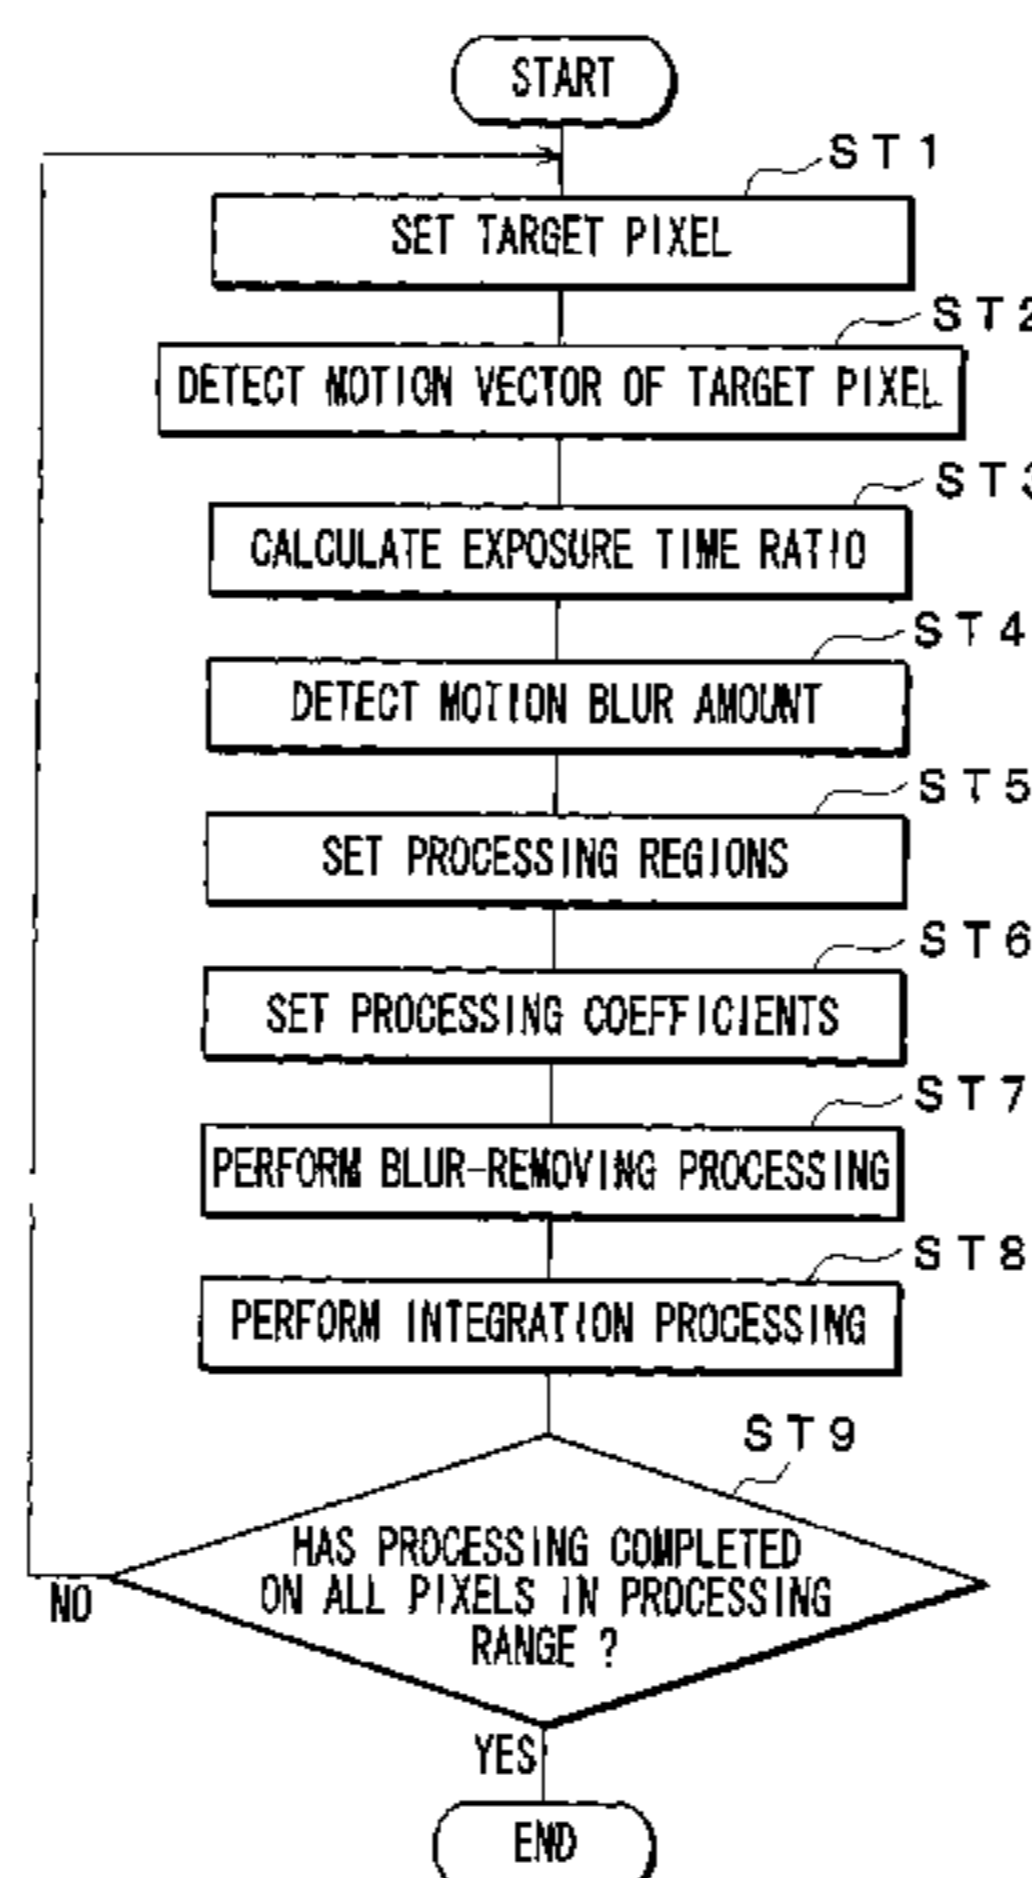 START
ST1
SET TARGET PIXEL
ST2
DETECT MOTION VECTOR OF TARGET PIXEL
ST3
CALCULATE EXPOSURE TIME RATIO
ST4
DETECT MOTION BLUR AMOUNT
ST5
SET PROCESSING REGIONS
ST6
SET PROCESSING COEFFICIENTS
ST7
PERFORM BLUR-REMOVING PROCESSING
ST8
PERFORM INTEGRATION PROCESSING
ST9
HAS PROCESSING COMPLETED
ON ALL PIXELS IN PROCESSING
RANGE ?
NO
YES
END